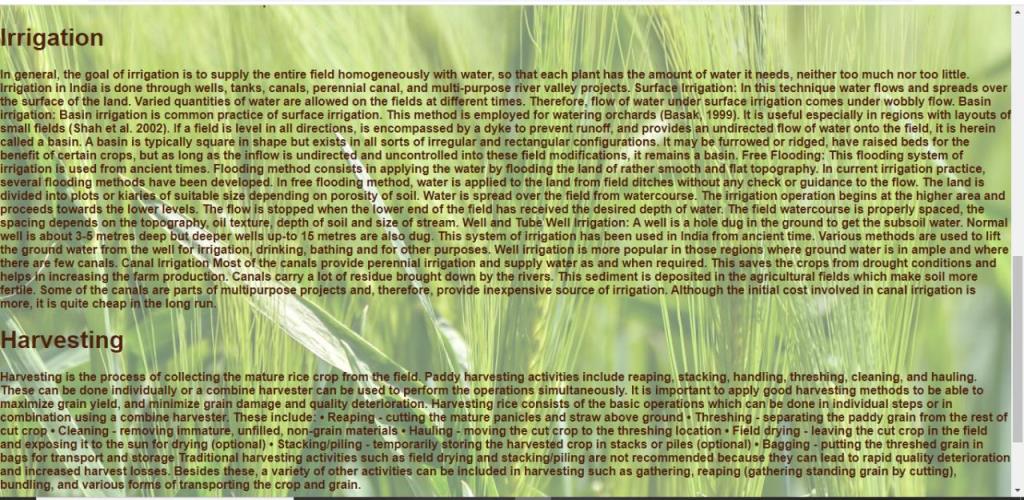 Irrigation
In general, the goal of irrigation is to supply the entire field homogeneously with water, so that each plant has the amount of water it needs, neither too much nor too little.
Irrigation in India is done through wells, tanks, canals, perennial canal, and multi-purpose river valley projects. Surface Irrigation: In this technique water flows and spreads over
the surface of the land. Varied quantities of water are allowed on the fields at different times. Therefore, flow of water under surface irrigation comes under wobbly flow. Basin
irrigation: Basin irrigation is common practice of surface irrigation. This method is employed for watering orchards (Basak, 1999). It is useful especially in regions with layouts of
small fields (Shah et al. 2002). If a field is level in all directions, is encompassed by a dyke to prevent runoff, and provides an undirected flow of water onto the field, it is herein
called a basin. A basin is typically square in shape but exists in all sorts of irregular and rectangular configurations. It may be furrowed or ridged, have raised beds for the
benefit of certain crops, but as long as the inflow is undirected and uncontrolled into these field modifications, it remains a basin. Free Flooding: This flooding system of
irrigation is used from ancient times. Flooding method consists in applying the water by flooding the land of rather smooth and flat topography. In current irrigation practice,
several flooding methods have been developed. In free flooding method, water is applied to the land from field ditches without any check or guidance to the flow. The land is
divided into plots or kiaries of suitable size depending on porosity of soil. Water is spread over the field from watercourse. The irrigation operation begins at the higher area and
proceeds towards the lower levels. The flow is stopped when the lower end of the field has received the desired depth of water. The field watercourse is properly spaced, the
spacing depends on the topography, oil texture, depth of soil and size of stream. Well and Tube Well Irrigation: A well is a hole dug in the ground to get the subsoil water. Normal
well is about 3-5 metres deep but deeper wells up-to 15 metres are also dug. This system of irrigation has been used in India from ancient time. Various methods are used to lift
the ground water from the well for irrigation, drinking, bathing and for other purposes. Well irrigation is more popular in those regions where ground water is in ample and where
there are few canals. Canal Irrigation: Most of the canals provide perennial irrigation and supply water as and when required. This saves the crops from drought conditions and
helps in increasing the farm production. Canals carry a lot of residue brought down by the rivers. This sediment is deposited in the agricultural fields which make soil more
fertile. Some of the canals are parts of multipurpose projects and, therefore, provide inexpensive source of irrigation. Although the initial cost involved in canal irrigation is
more, it is quite cheap in the long run.
Harvesting
Harvesting is the process of collecting the mature rice crop from the field. Paddy harvesting activities include reaping, stacking, handling, threshing, cleaning, and hauling.
These can be done individually or a combine harvester can be used to perform the operations simultaneously. It is important to apply good harvesting methods to be able to
maximize grain yield, and minimize grain damage and quality deterioration. Harvesting rice consists of the basic operations which can be done in individual steps or in
combination using a combine harvester. These include: • Reaping - cutting the mature panicles and straw above ground • Threshing - separating the paddy grain from the rest of
cut crop • Cleaning - removing immature, unfilled, non-grain materials • Hauling - moving the cut crop to the threshing location • Field drying - leaving the cut crop in the field
and exposing it to the sun for drying (optional) • Stacking/piling - temporarily storing the harvested crop in stacks or piles (optional) • Bagging - putting the threshed grain in
bags for transport and storage Traditional harvesting activities such as field drying and stacking/piling are not recommended because they can lead to rapid quality deterioration
and increased harvest losses. Besides these, a variety of other activities can be included in harvesting such as gathering, reaping (gathering standing grain by cutting),
bundling, and various forms of transporting the crop and grain.